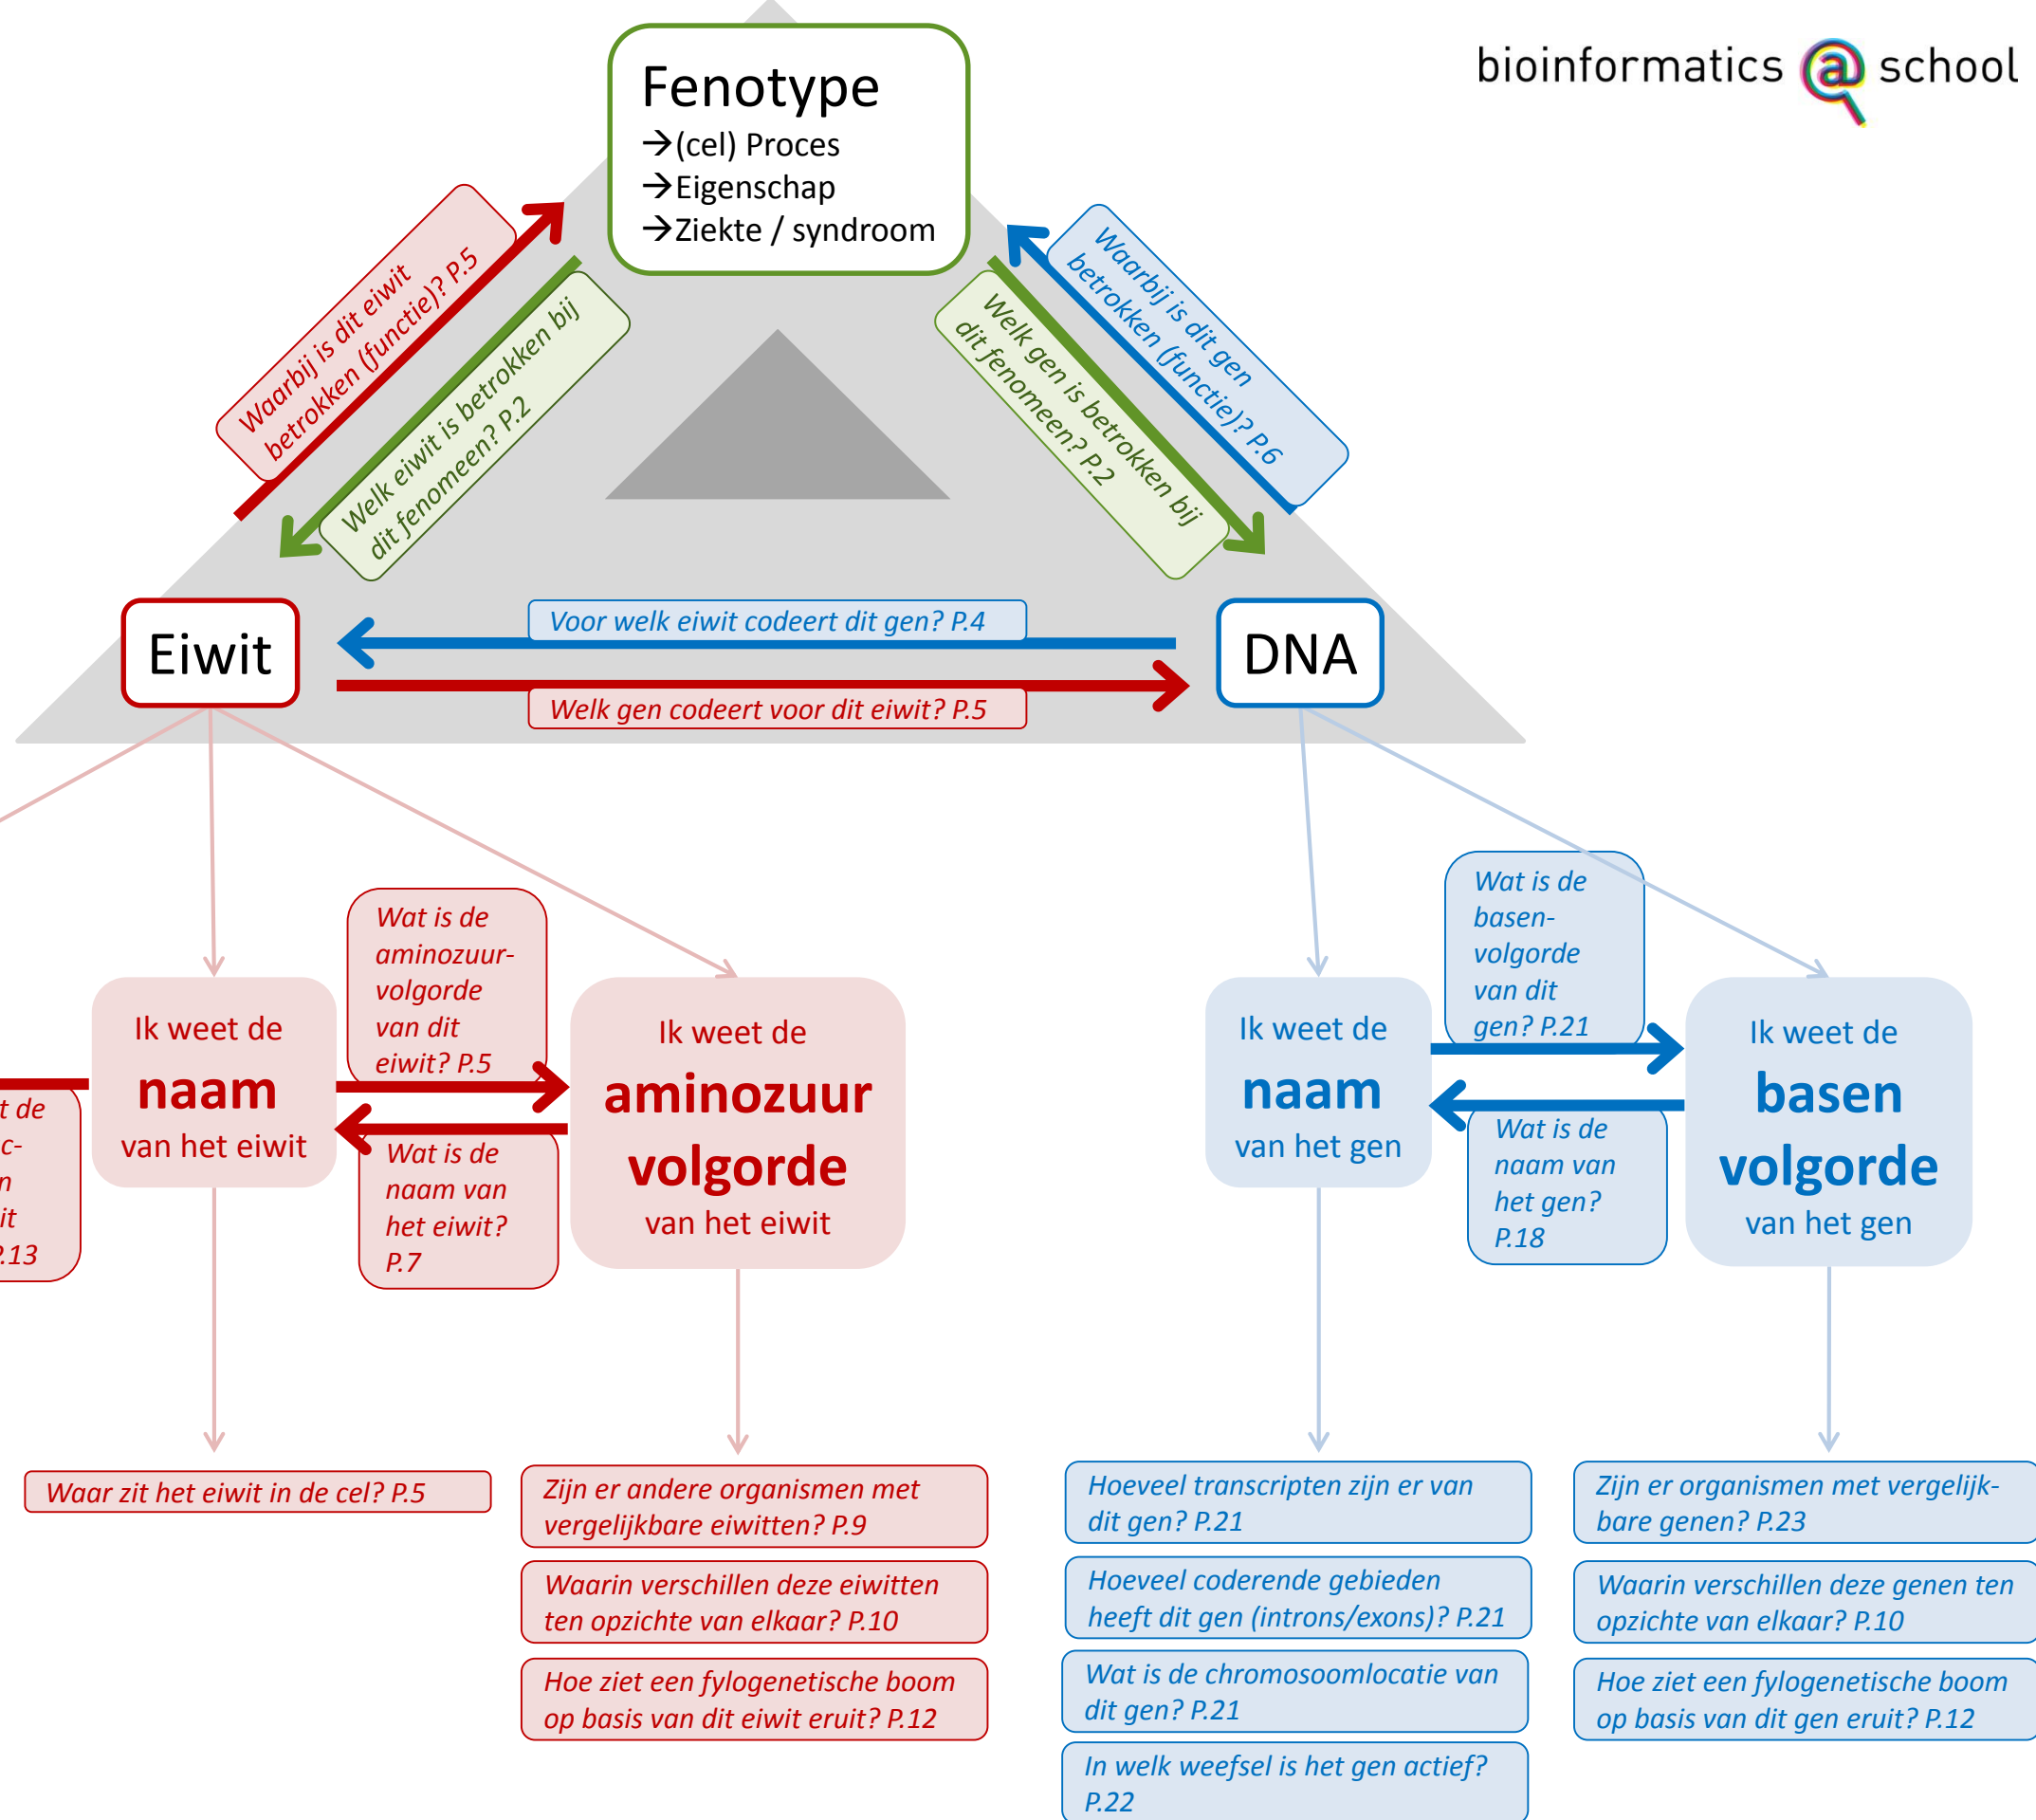 bioinformatics @ school
Fenotype
→(cel) Proces
→Eigenschap
→Ziekte / syndroom
Waarbij is dit eiwit
betrokken (functie)? P.5
Welk eiwit is betrokken bij
dit fenomeen? P.2
Welk gen is betrokken bij
dit fenomeen? P.2
Waarbij is dit gen
betrokken (functie)? P.6
Eiwit
Voor welk eiwit codeert dit gen? P.4
Welk gen codeert voor dit eiwit? P.5
DNA
t de
c-
n
it
P.13
Ik weet de
naam
van het eiwit
Wat is de
aminozuur-
volgorde
van dit
eiwit? P.5
Wat is de
naam van
het eiwit?
P.7
Ik weet de
aminozuur
volgorde
van het eiwit
Ik weet de
naam
van het gen
Wat is de
basen-
volgorde
van dit
gen? P.21
Wat is de
naam van
het gen?
P.18
Ik weet de
basen
volgorde
van het gen
Waar zit het eiwit in de cel? P.5
Zijn er andere organismen met
vergelijkbare eiwitten? P.9
Waarin verschillen deze eiwitten
ten opzichte van elkaar? P.10
Hoe ziet een fylogenetische boom
op basis van dit eiwit eruit? P.12
Hoeveel transcripten zijn er van
dit gen? P.21
Hoeveel coderende gebieden
heeft dit gen (introns/exons)? P.21
Wat is de chromosoomlocatie van
dit gen? P.21
In welk weefsel is het gen actief?
P.22
Zijn er organismen met vergelijk-
bare genen? P.23
Waarin verschillen deze genen ten
opzichte van elkaar? P.10
Hoe ziet een fylogenetische boom
op basis van dit gen eruit? P.12